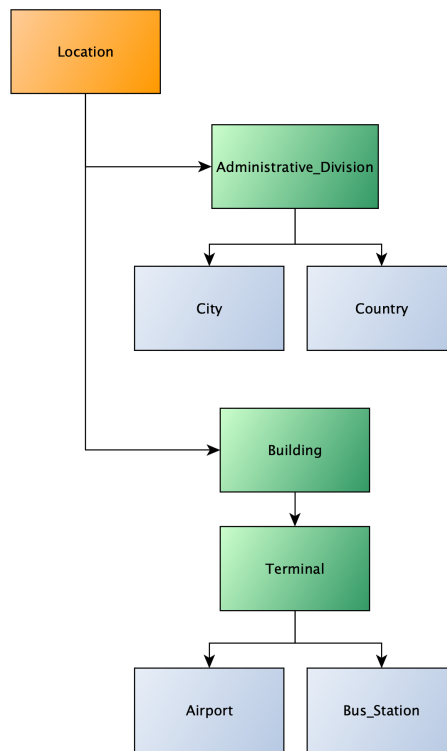 Location
Administrative_Division
City
Country
Building
Terminal
Airport
Bus_Station